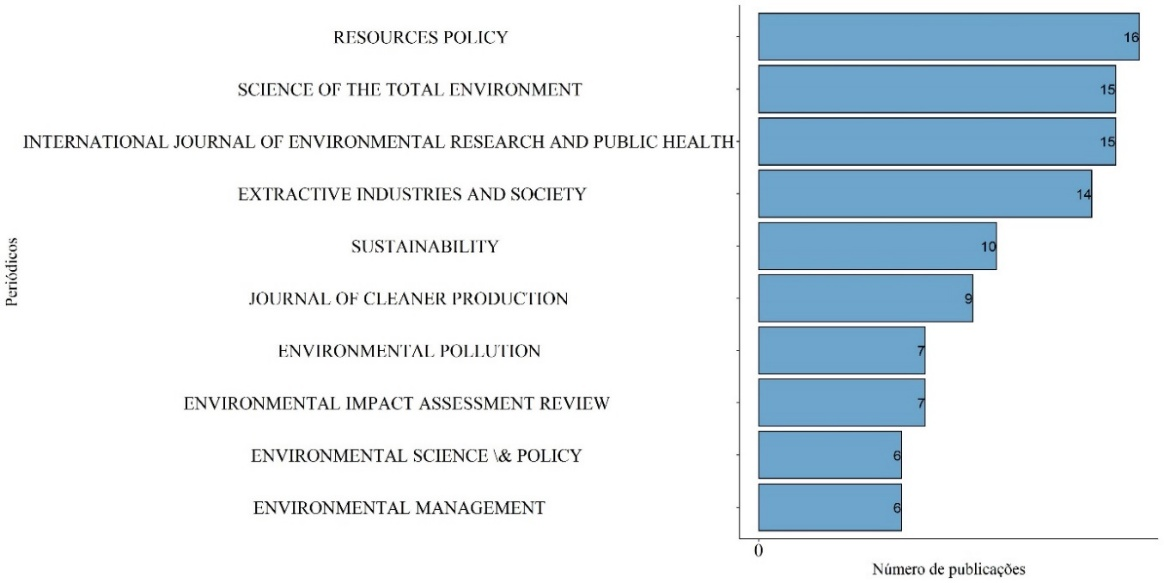 RESOURCES POLICY
16
SCIENCE OF THE TOTAL ENVIRONMENT
15
INTERNATIONAL JOURNAL OF ENVIRONMENTAL RESEARCH AND PUBLIC HEALTH
15
EXTRACTIVE INDUSTRIES AND SOCIETY
14
SUSTAINABILITY
10
Periódicos
JOURNAL OF CLEANER PRODUCTION
9
ENVIRONMENTAL POLLUTION
7
ENVIRONMENTAL IMPACT ASSESSMENT REVIEW
7
ENVIRONMENTAL SCIENCE \& POLICY
6
ENVIRONMENTAL MANAGEMENT
6
0
Número de publicações